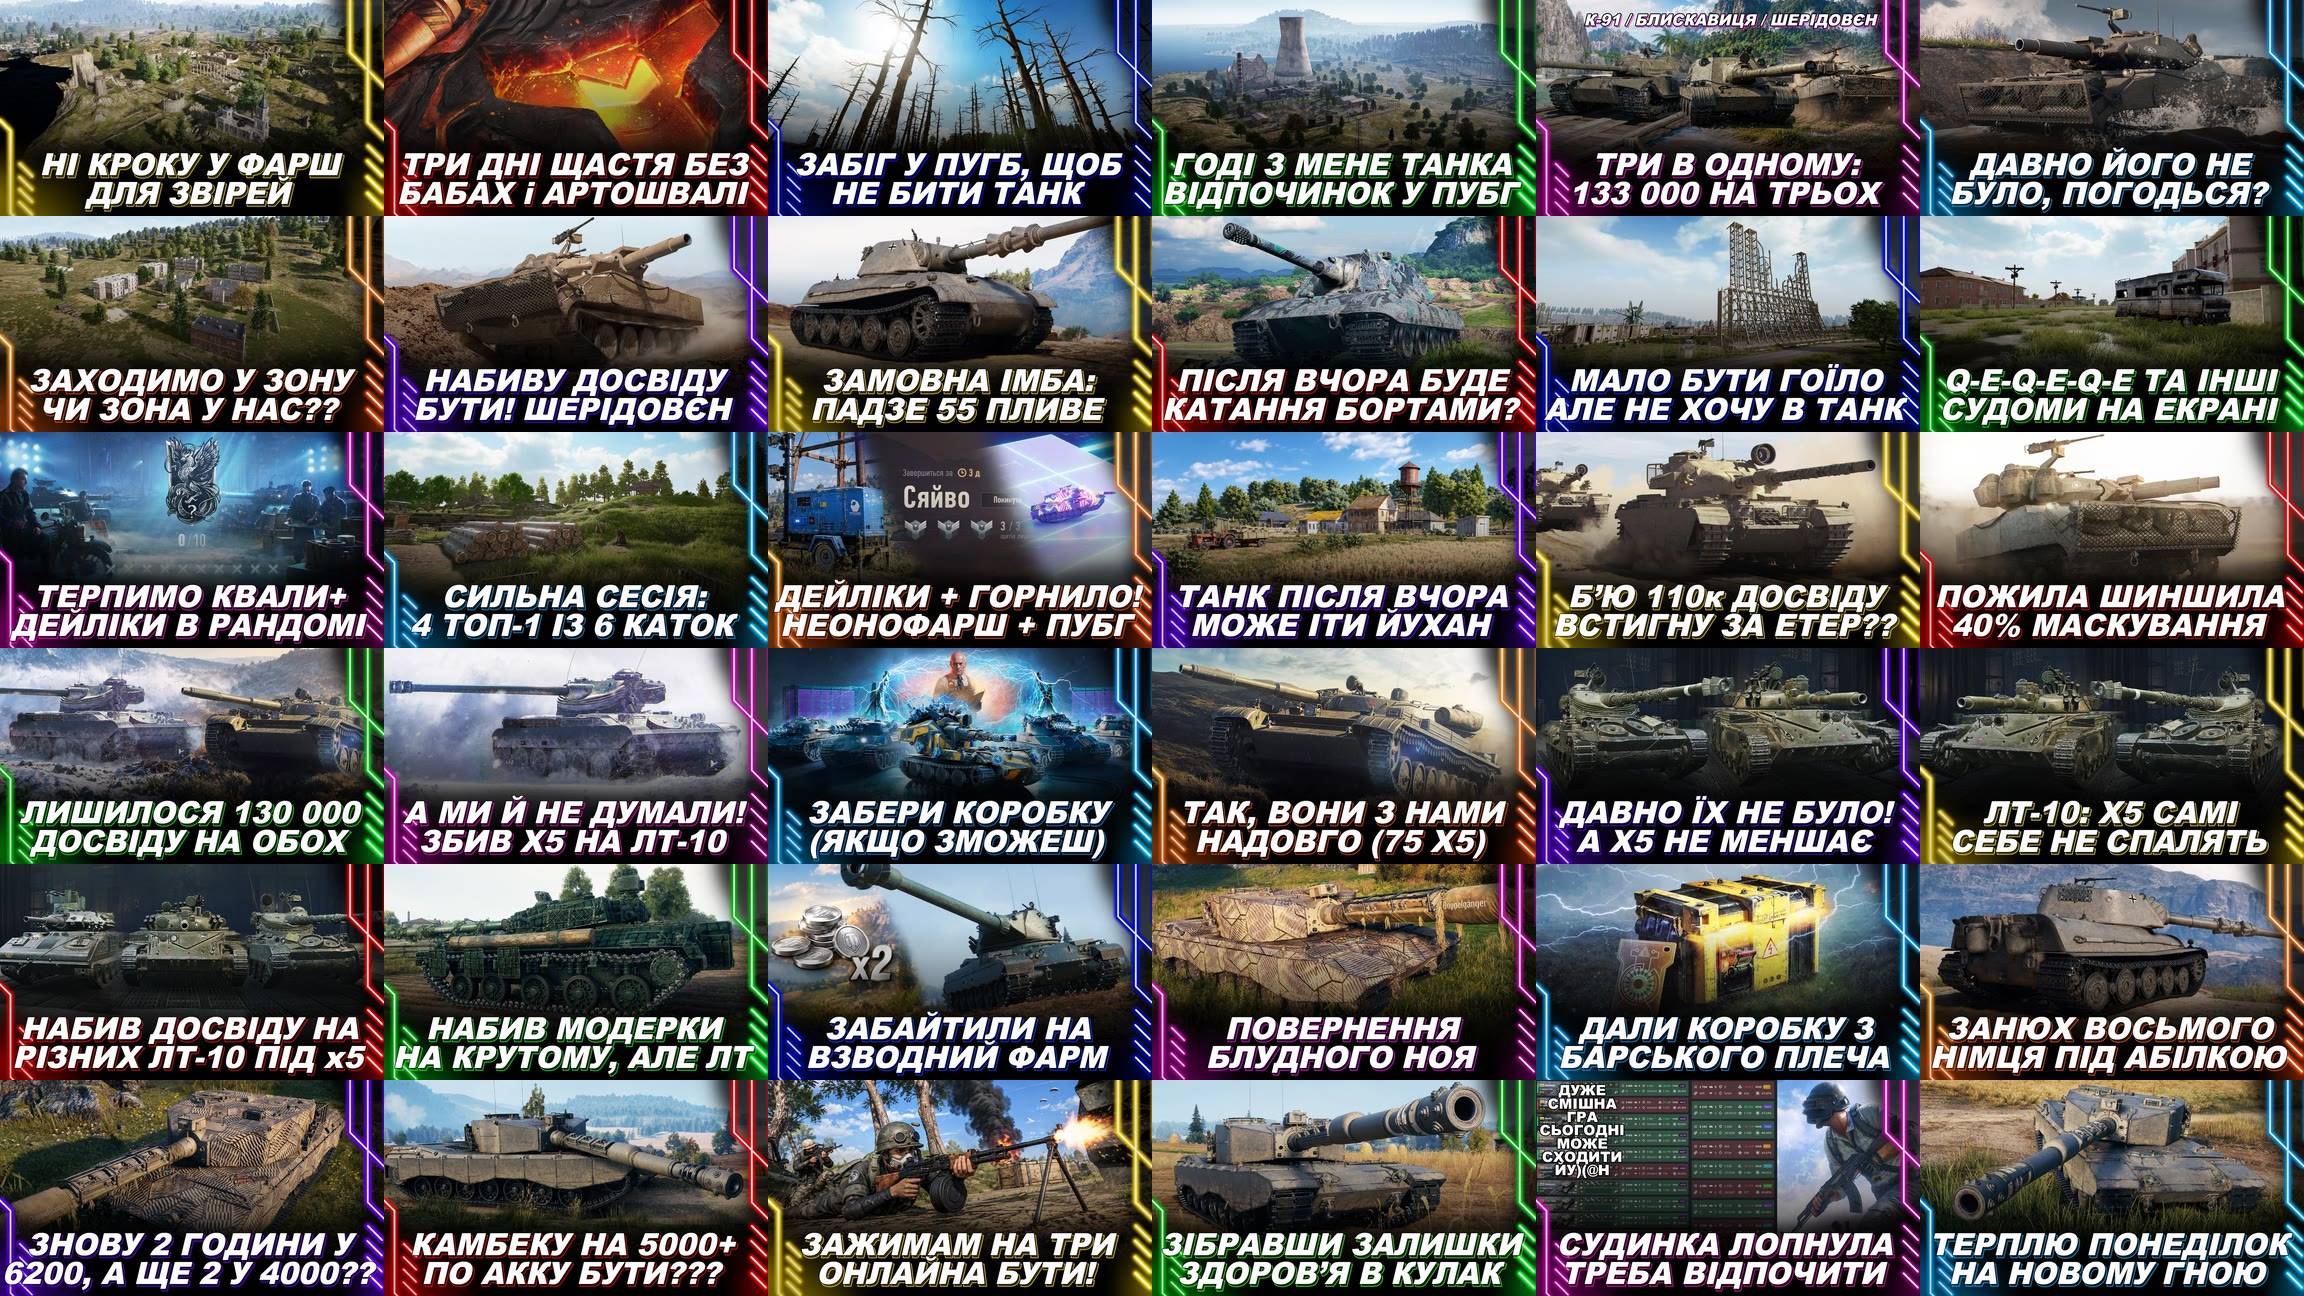 НІ КРОКУ У ФАРШ
ДЛЯ ЗВІРЕЙ
ТРИ ДНІ ЩАСТЯ БЕЗ
БАБАХ і АРТОШВАЛІ
ЗАБІГ У ПУГБ, ЩОБ
НЕ БИТИ ТАНК
ГОДІ З МЕНЕ ТАНКА
ВІДПОЧИНОК У ПУБГ
К-91 / БЛИСКАВИЦЯ / ШЕРІДОВЄН
ТРИ В ОДНОМУ:
133 000 НА ТРЬОХ
ДАВНО ЙОГО НЕ
БУЛО, ПОГОДЬСЯ?
ЗАХОДИМО У ЗОНУ
ЧИ ЗОНА У НАС??
НАБИВУ ДОСВІДУ
БУТИ! ШЕРІДОВЄН
ЗАМОВНА ІМБА:
ПАДЗЕ 55 ПЛИВЕ
ПІСЛЯ ВЧОРА БУДЕ
КАТАННЯ БОРТАМИ?
МАЛО БУТИ ГОЇЛО
АЛЕ НЕ ХОЧУ В ТАНК
Q-E-Q-E-Q-E ТА ІНШІ
СУДОМИ НА ЕКРАНІ
0/10
ТЕРПИМО КВАЛИ+
ДЕЙЛІКИ В РАНДОМІ
СИЛЬНА СЕСІЯ:
4 ТОП-1 ІЗ 6 КАТОК
Завершиться за 3 д
Сяйво
Покинути
3 / 3
ДЕЙЛІКИ + ГОРНИЛО!
НЕОНОФАРШ + ПУБГ
ТАНК ПІСЛЯ ВЧОРА
МОЖЕ ІТИ ЙУХАН
Б'Ю 110к ДОСВІДУ
ВСТИГНУ ЗА ЕТЕР??
ПОЖИЛА ШИНШИЛА
40% МАСКУВАННЯ
ЛИШИЛОСЯ 130 000
ДОСВІДУ НА ОБОХ
А МИ Й НЕ ДУМАЛИ!
ЗБИВ Х5 НА ЛТ-10
ЗАБЕРИ КОРОБКУ
(ЯКЩО ЗМОЖЕШ)
ТАК, ВОНИ З НАМИ
НАДОВГО (75 Х5)
ДАВНО ЇХ НЕ БУЛО!
А Х5 НЕ МЕНШАЄ
ЛТ-10: Х5 САМІ
СЕБЕ НЕ СПАЛЯТЬ
НАБИВ ДОСВІДУ НА
РІЗНИХ ЛТ-10 ПІД х5
НАБИВ МОДЕРКИ
НА КРУТОМУ, АЛЕ ЛТ
x2
ЗАБАЙТИЛИ НА
ВЗВОДНИЙ ФАРМ
Doppelganger
ПОВЕРНЕННЯ
БЛУДНОГО НОЯ
ДАЛИ КОРОБКУ З
БАРСЬКОГО ПЛЕЧА
ЗАНЮХ ВОСЬМОГО
НІМЦЯ ПІД АБІЛКОЮ
ЗНОВУ 2 ГОДИНИ У
6200, А ЩЕ 2 У 4000??
КАМБЕКУ НА 5000+
ПО АККУ БУТИ???
ЗАЖИМАМ НА ТРИ
ОНЛАЙНА БУТИ!
ЗІБРАВШИ ЗАЛИШКИ
ЗДОРОВ'Я В КУЛАК
ДУЖЕ
СМІШНА
ГРА
СЬОГОДНІ
МОЖЕ
СХОДИТИ
ЙУ)(@Н
СУДИНКА ЛОПНУЛА
ТРЕБА ВІДПОЧИТИ
ТЕРПЛЮ ПОНЕДІЛОК
НА НОВОМУ ГНОЮ